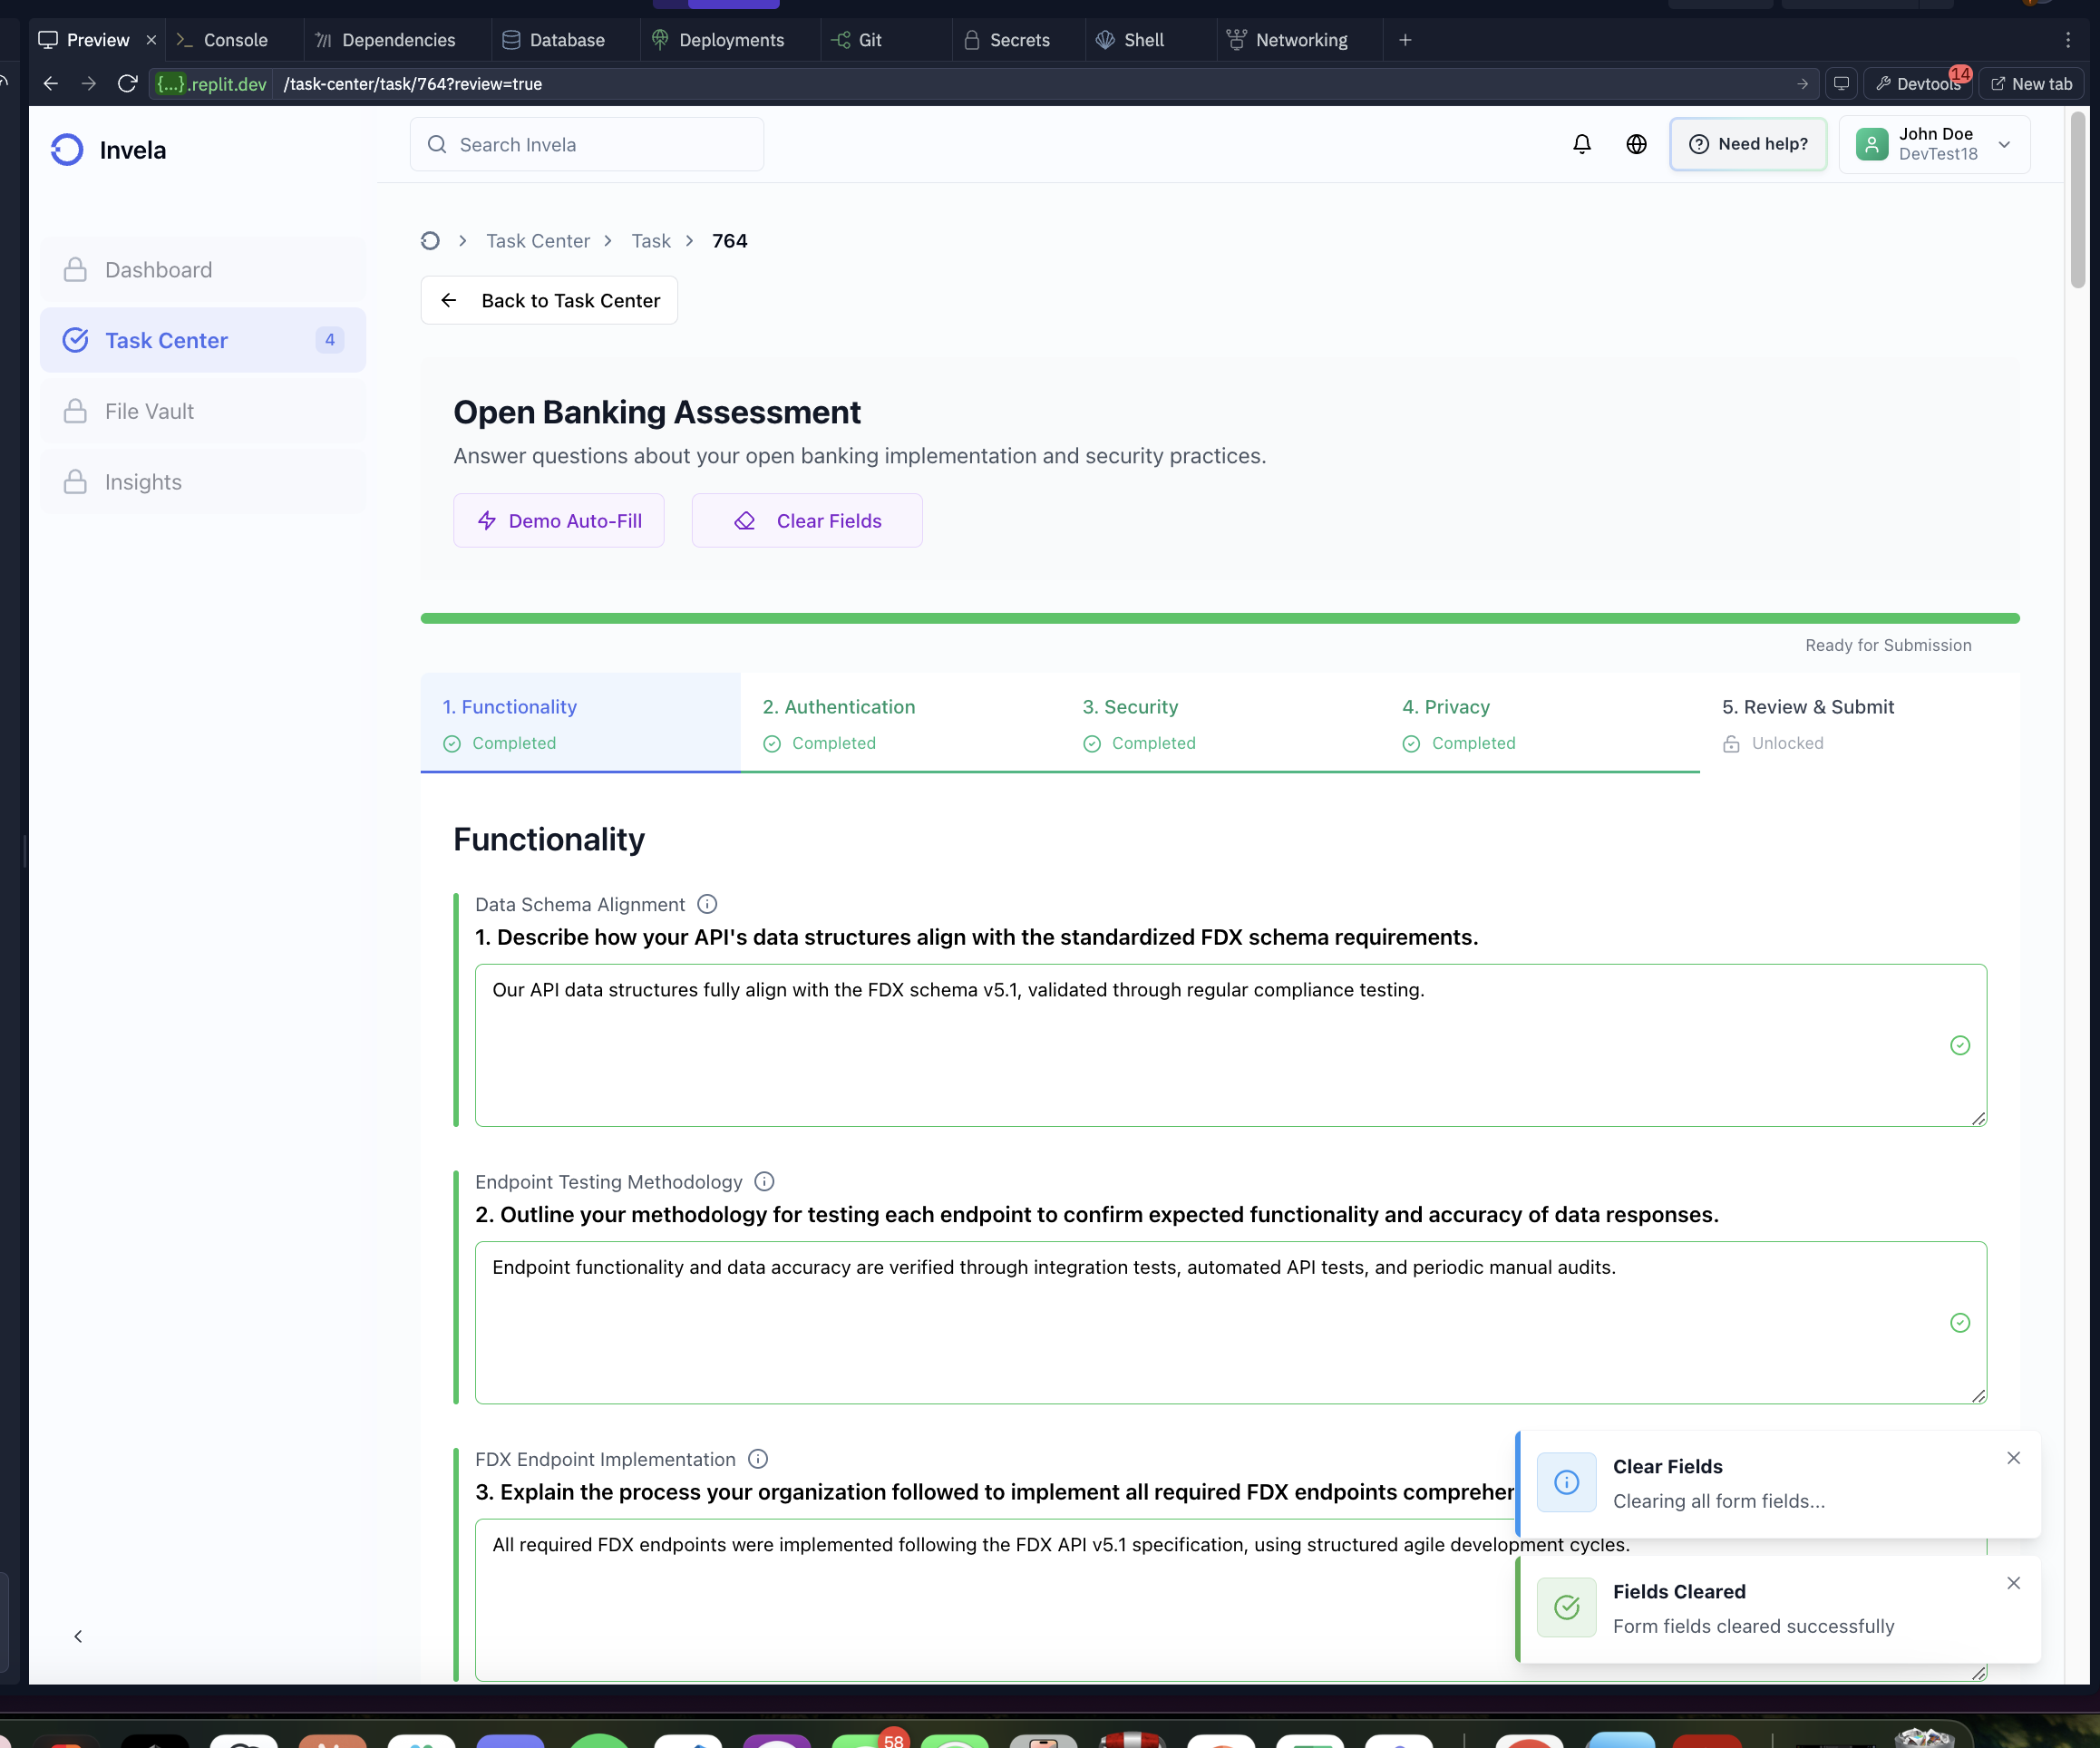 Preview
Console
Dependencies
Database
Deployments
Git
Secrets
Shell
Networking
{...}.replit.dev /task-center/task/764?review=true
Devtools
14
New tab
Invela
Search Invela
Need help?
John Doe
DevTest18
Dashboard
Task Center 4
File Vault
Insights
Task Center > Task > 764
Back to Task Center
Open Banking Assessment
Answer questions about your open banking implementation and security practices.
Demo Auto-Fill
Clear Fields
Ready for Submission
1. Functionality
Completed
2. Authentication
Completed
3. Security
Completed
4. Privacy
Completed
5. Review & Submit
Unlocked
Functionality
Data Schema Alignment
1. Describe how your API's data structures align with the standardized FDX schema requirements.
Our API data structures fully align with the FDX schema v5.1, validated through regular compliance testing.
Endpoint Testing Methodology
2. Outline your methodology for testing each endpoint to confirm expected functionality and accuracy of data responses.
Endpoint functionality and data accuracy are verified through integration tests, automated API tests, and periodic manual audits.
FDX Endpoint Implementation
3. Explain the process your organization followed to implement all required FDX endpoints
All required FDX endpoints were implemented following the FDX API v5.1 specification, using structured agile development cycles.
Clear Fields
Clearing all form fields...
Fields Cleared
Form fields cleared successfully
58